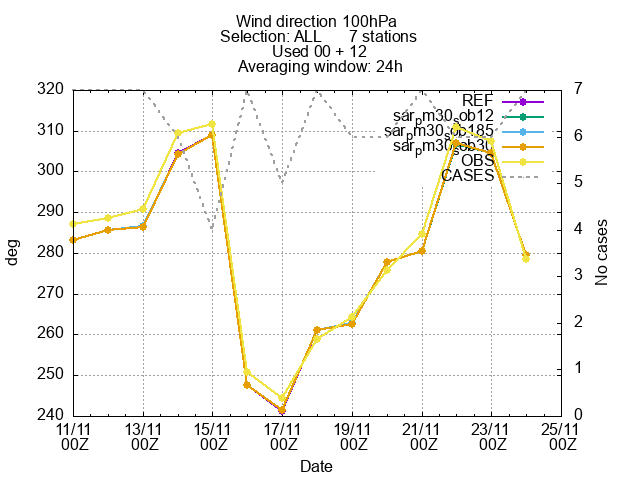 Wind direction 100hPa
Selection: ALL 7 stations
Used 00 + 12
Averaging window: 24h
320
310
300
290
280
270
260
250
240
deg
7
6
5
4
3
2
1
0
No cases
REF
sarpm30sob12
sarpm30sob185
sarpm30sob30
OBS
CASES
11/11 13/11 15/11 17/11 19/11 21/11 23/11 25/11
00Z 00Z 00Z 00Z 00Z 00Z 00Z 00Z
Date